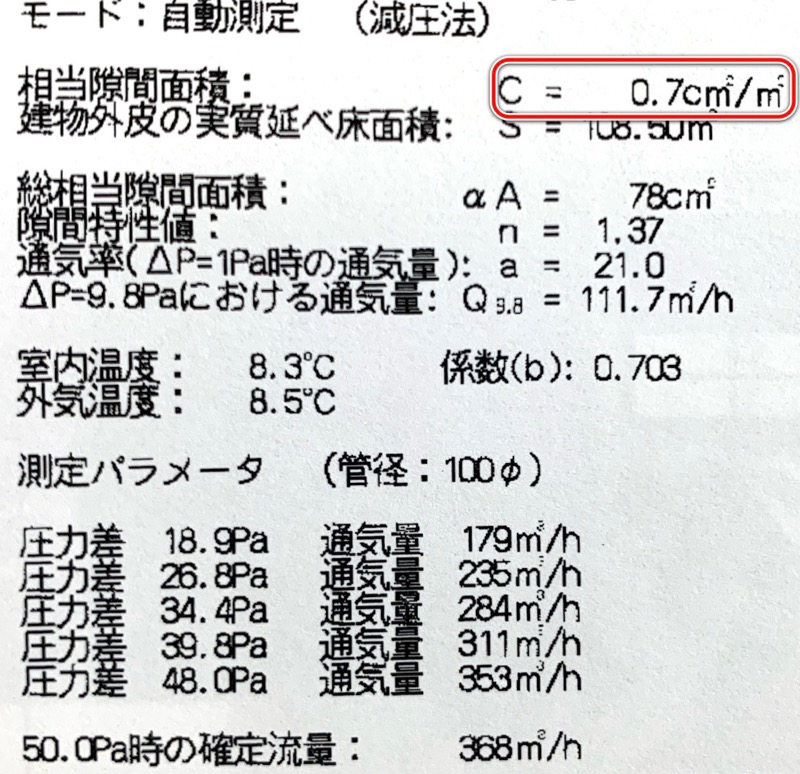 モード：自動測定　（減圧法）
相当隙間面積：　C = 0.7cm²/m²
建物外皮の実質延べ床面積：　S = 108.50m²
総相当隙間面積：　αA = 78cm²
隙間特性値：　n = 1.37
通気率(ΔP=1Pa時の通気量)：　a = 21.0
ΔP=9.8Paにおける通気量：　Q9.8 = 111.7m³/h
室内温度：　8.3℃　係数(b)：0.703
外気温度：　8.5℃
測定パラメータ　（管径：100φ）
圧力差　18.9Pa　通気量　179m³/h
圧力差　26.8Pa　通気量　235m³/h
圧力差　34.4Pa　通気量　284m³/h
圧力差　39.8Pa　通気量　311m³/h
圧力差　48.0Pa　通気量　353m³/h
50.0Pa時の確定流量：　368m³/h